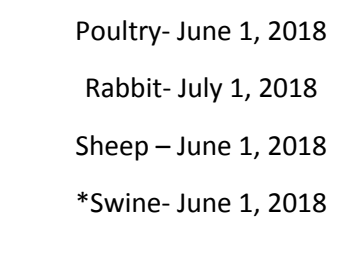 Poultry- June 1, 2018
Rabbit- July 1, 2018
Sheep – June 1, 2018
*Swine- June 1, 2018